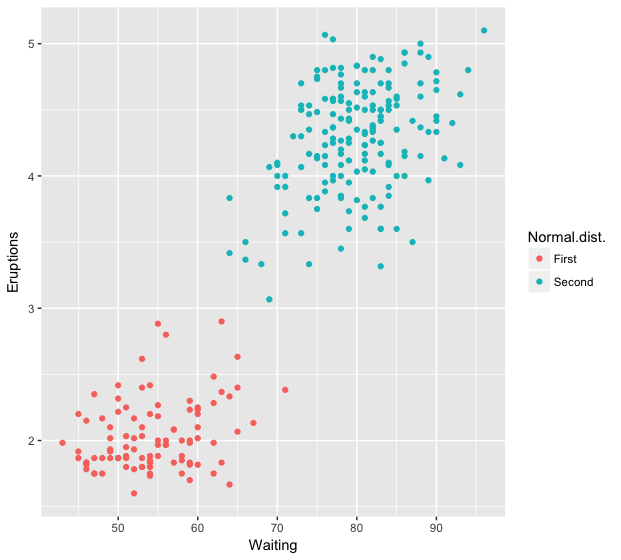 5
4
3
2
Eruptions
50 60 70 80 90
Waiting
Normal.dist.
First
Second